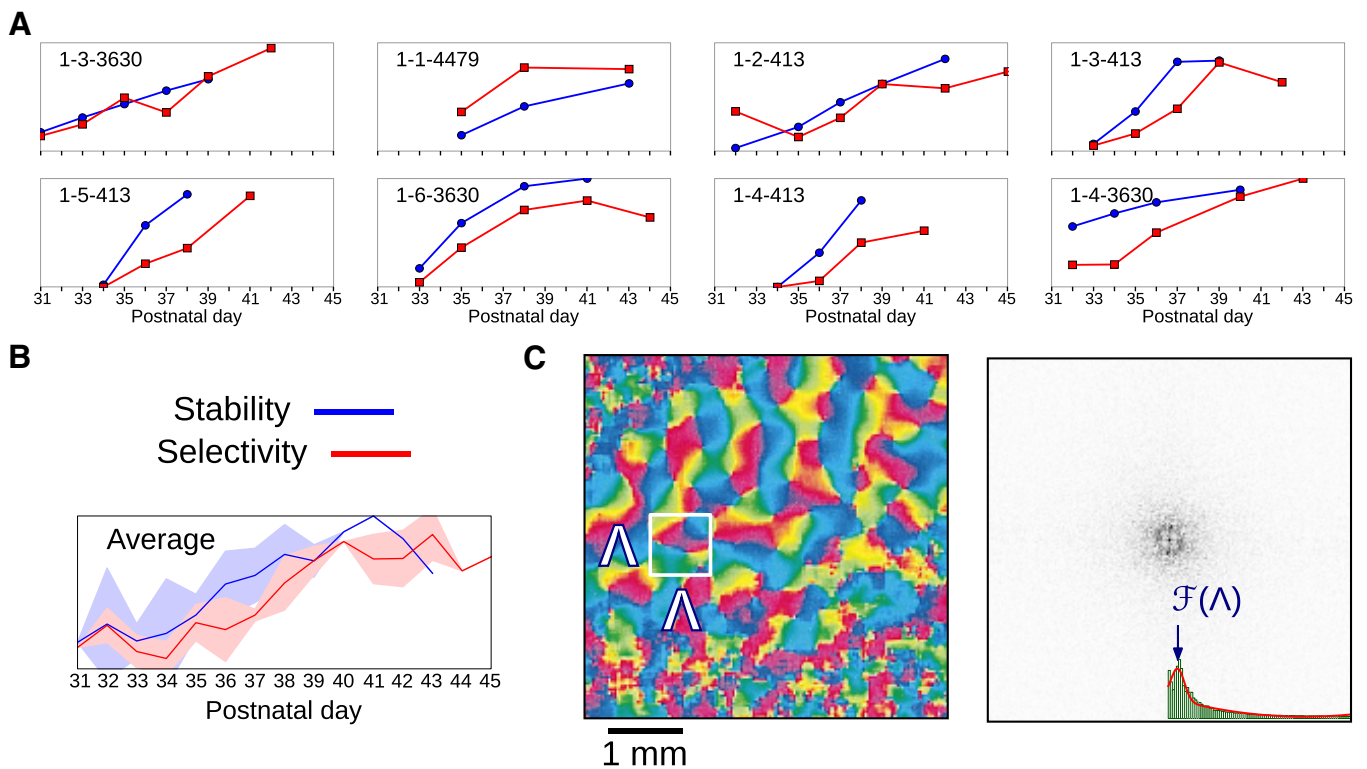 A
1-3-3630
1-1-4479
1-2-413
1-3-413
1-5-413
1-6-3630
1-4-413
1-4-3630
31 33 35 37 39 41 43 45
31 33 35 37 39 41 43 45
31 33 35 37 39 41 43 45
31 33 35 37 39 41 43 45
Postnatal day
Postnatal day
Postnatal day
Postnatal day
B
Stability
Selectivity
Average
31 32 33 34 35 36 37 38 39 40 41 42 43 44 45
Postnatal day
C
Λ
Λ
1 mm
ℱ(Λ)